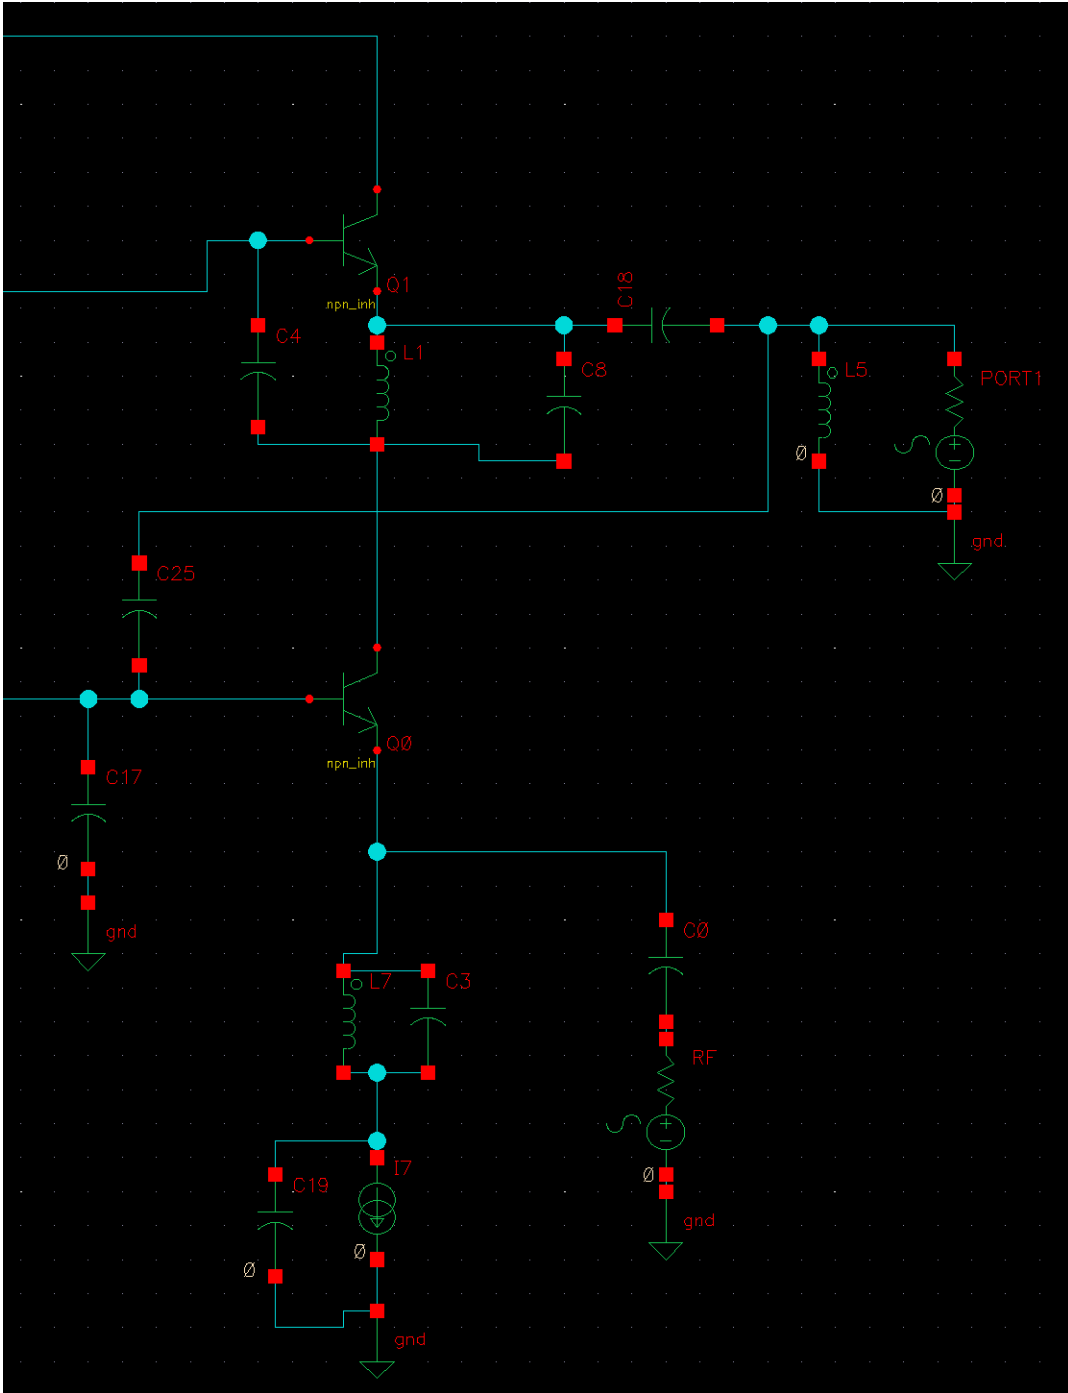 Q1
npn_inh
C18
C4
L1
C8
L5
PORT1
Ø
Ø
gnd
C25
Q0
npn_inh
C17
Ø
gnd
C0
L7
C3
RF
I7
C19
Ø
gnd
Ø
Ø
gnd